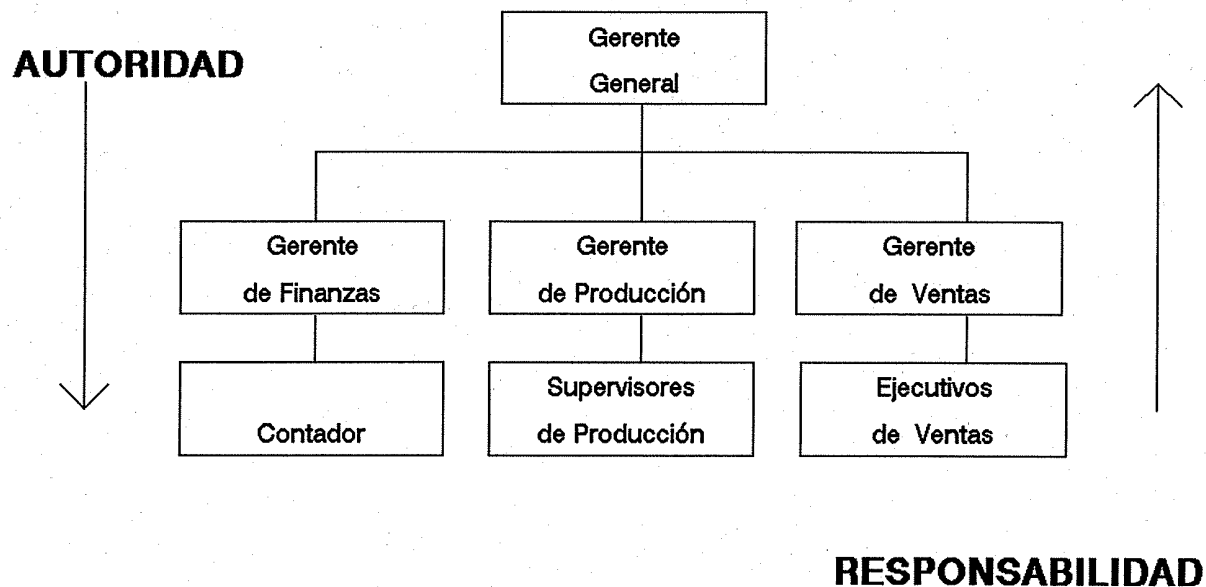 AUTORIDAD
Gerente
General
Gerente
de Finanzas
Gerente
de Producción
Gerente
de Ventas
Contador
Supervisores
de Producción
Ejecutivos
de Ventas
RESPONSABILIDAD